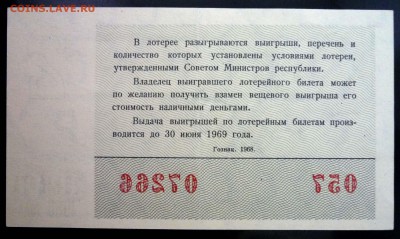 COINS.LAVE.RU
В лотерее разыгрываются выигрыши, перечень и
количество которых установлены условиями лотереи,
утвержденными Советом Министров республики.
Владелец выигравшего лотерейного билета может
по желанию получить взамен вещевого выигрыша его
стоимость наличными деньгами.
Выдача выигрышей по лотерейным билетам произ-
водится до 30 июня 1969 года.
Гознак. 1968.
07266 057